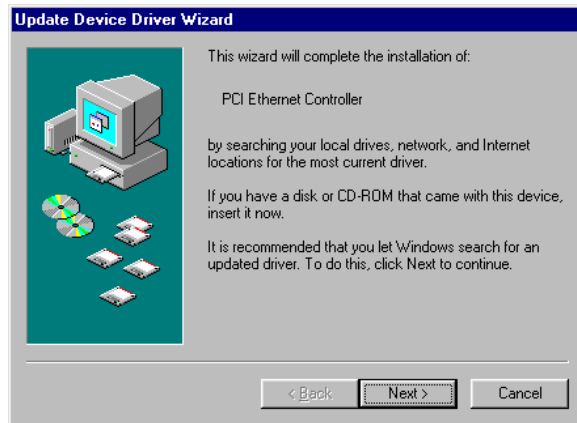 Update Device Driver Wizard
This wizard will complete the installation of:
PCI Ethernet Controller
by searching your local drives, network, and Internet
locations for the most current driver.
If you have a disk or CD-ROM that came with this device,
insert it now.
It is recommended that you let Windows search for an
updated driver. To do this, click Next to continue.
< Back Next > Cancel